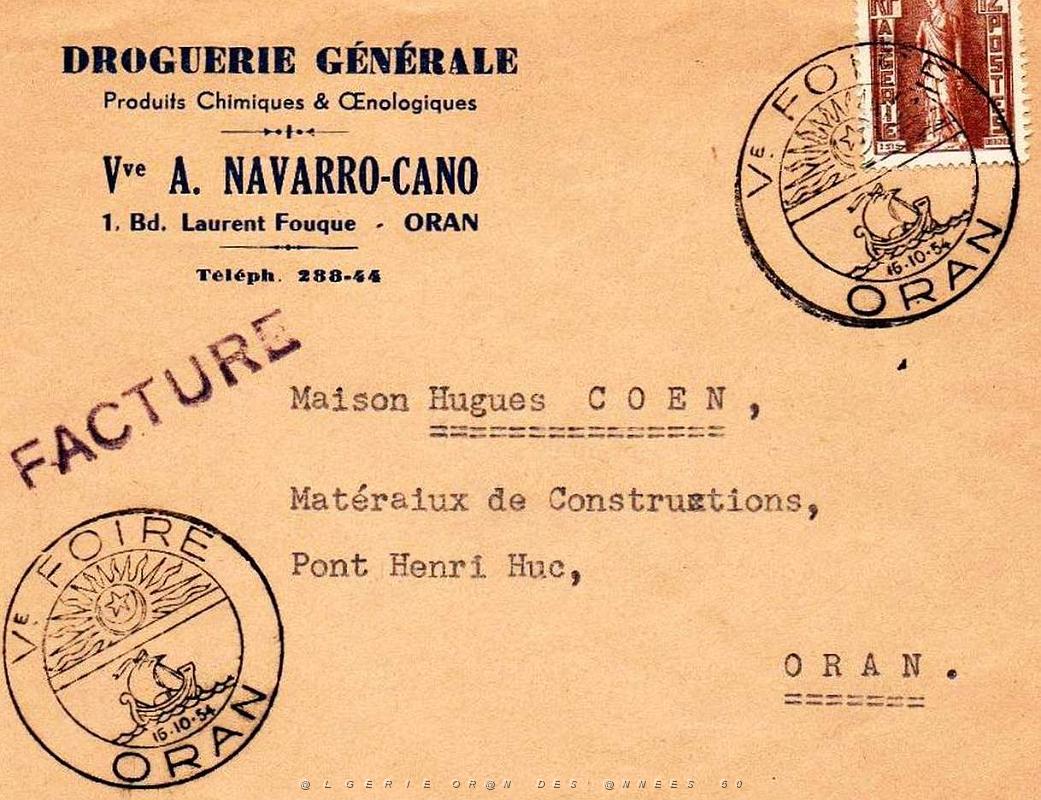 DROGUERIE GÉNÉRALE
Produits Chimiques & Œnologiques
Vve A. NAVARRO-CANO
1, Bd. Laurent Fouque - ORAN
Téléph. 288-44
RF ALGERIE 12 POSTES
Ve FOIRE
16-10-54
ORAN
FACTURE
Maison Hugues C O E N ,
Matéraiux de Constructions,
Pont Henri Huc,
O R A N .
Ve FOIRE
16-10-54
ORAN
@LGERIE OR@N DES @NNEES 50